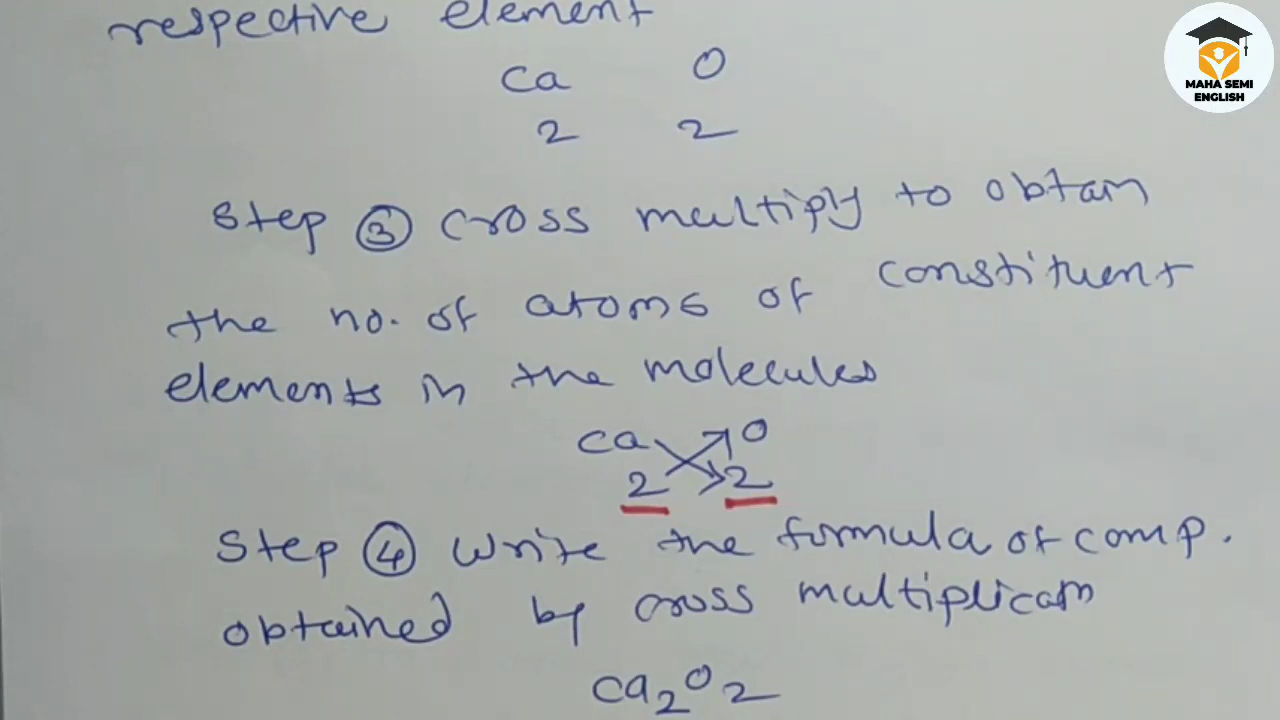 respective element
Ca O
2 2
MAHA SEMI
ENGLISH
Step ③ cross multiply to obtain
the no. of atoms of constituent
elements in the molecules
Ca O
2 2
Step ④ Write the formula of comp.
obtained by cross multiplication
Ca₂O₂